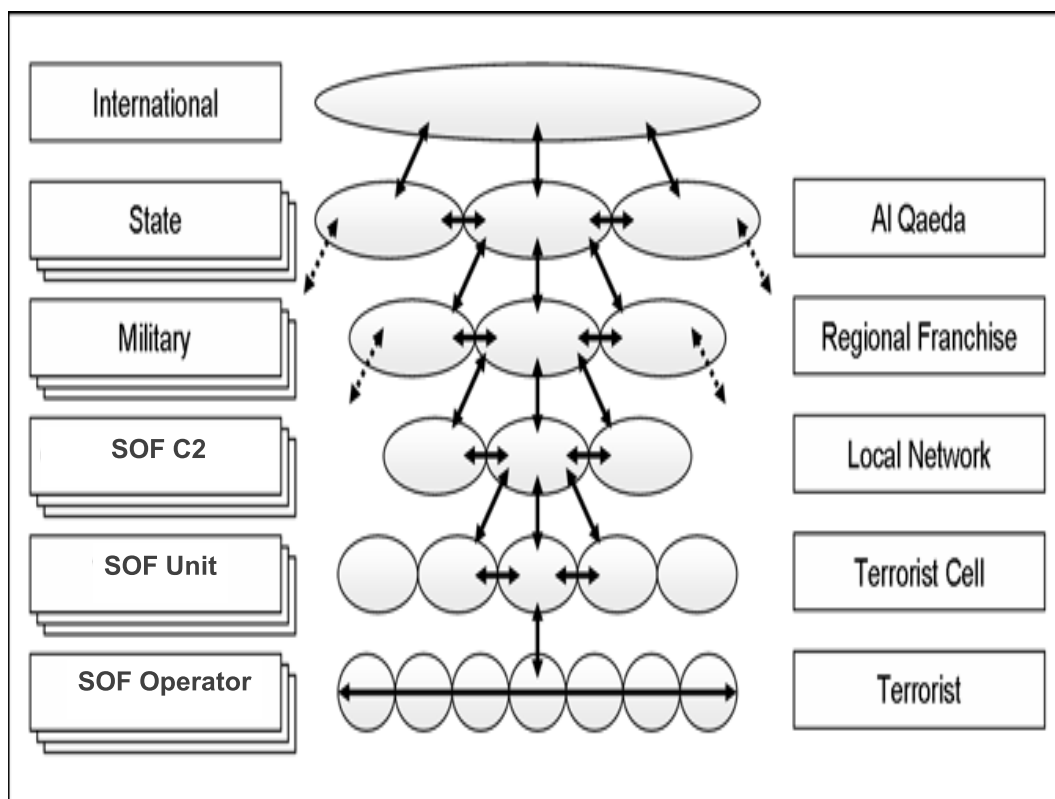 International
State
Al Qaeda
Military
Regional Franchise
SOF C2
Local Network
SOF Unit
Terrorist Cell
SOF Operator
Terrorist